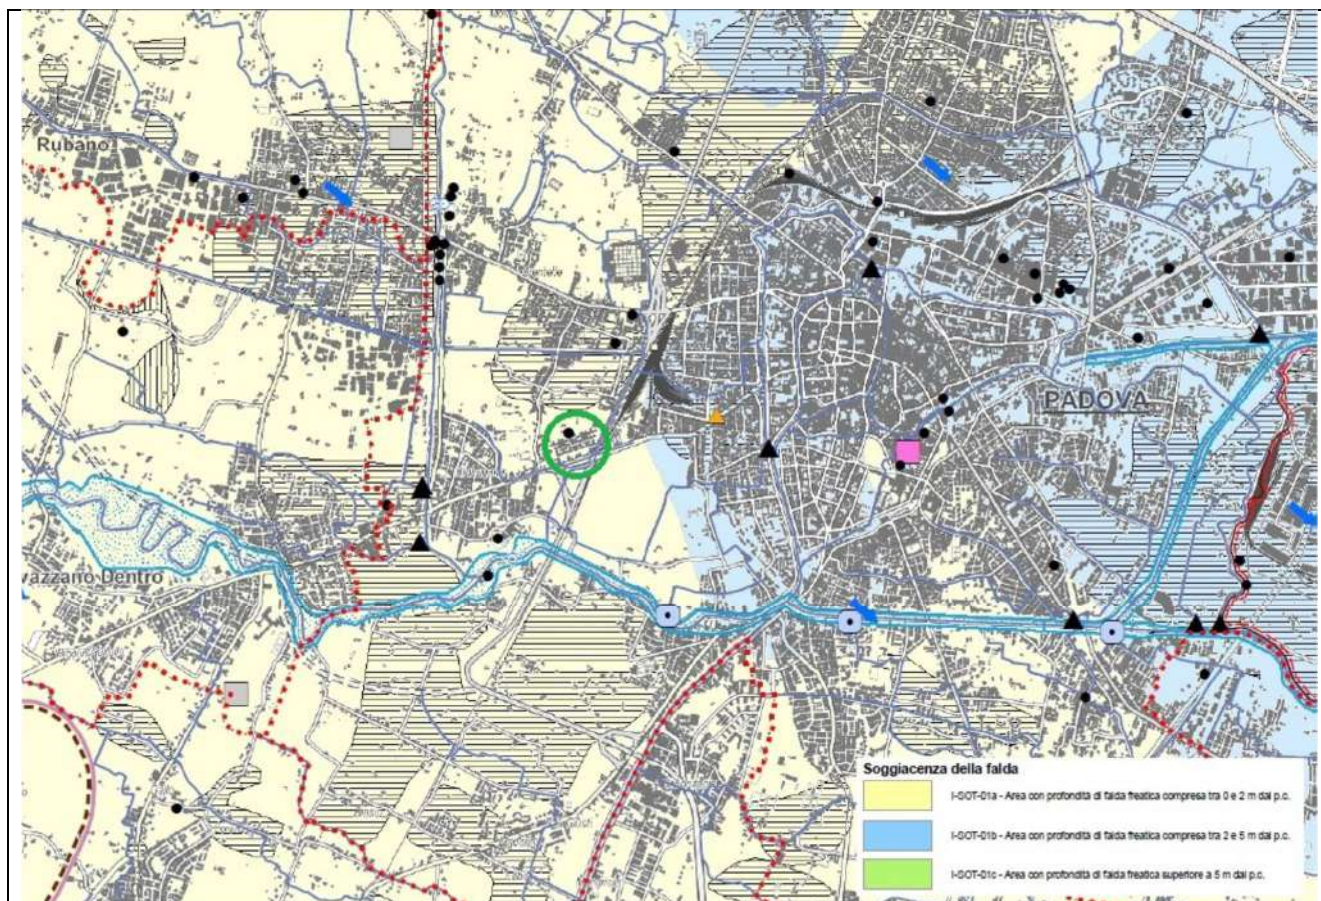 Rubano
PADOVA
vazzano Dentro
Soggiacenza della falda
I-SOT-01a - Area con profondità di falda freatica compresa tra 0 e 2 m dal p.c.
I-SOT-01b - Area con profondità di falda freatica compresa tra 2 e 5 m dal p.c.
I-SOT-01c - Area con profondità di falda freatica superiore a 5 m dal p.c.